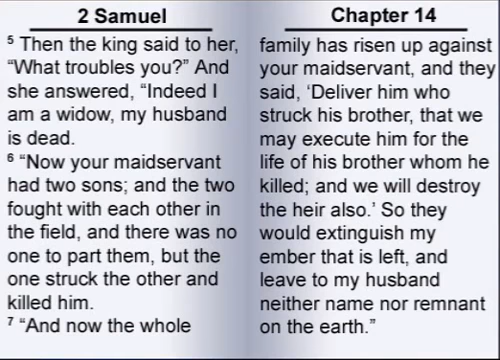 2 Samuel
⁵ Then the king said to her,
“What troubles you?” And
she answered, “Indeed I
am a widow, my husband
is dead.
⁶ “Now your maidservant
had two sons; and the two
fought with each other in
the field, and there was no
one to part them, but the
one struck the other and
killed him.
⁷ “And now the whole
Chapter 14
family has risen up against
your maidservant, and they
said, ‘Deliver him who
struck his brother, that we
may execute him for the
life of his brother whom he
killed; and we will destroy
the heir also.’ So they
would extinguish my
ember that is left, and
leave to my husband
neither name nor remnant
on the earth.”